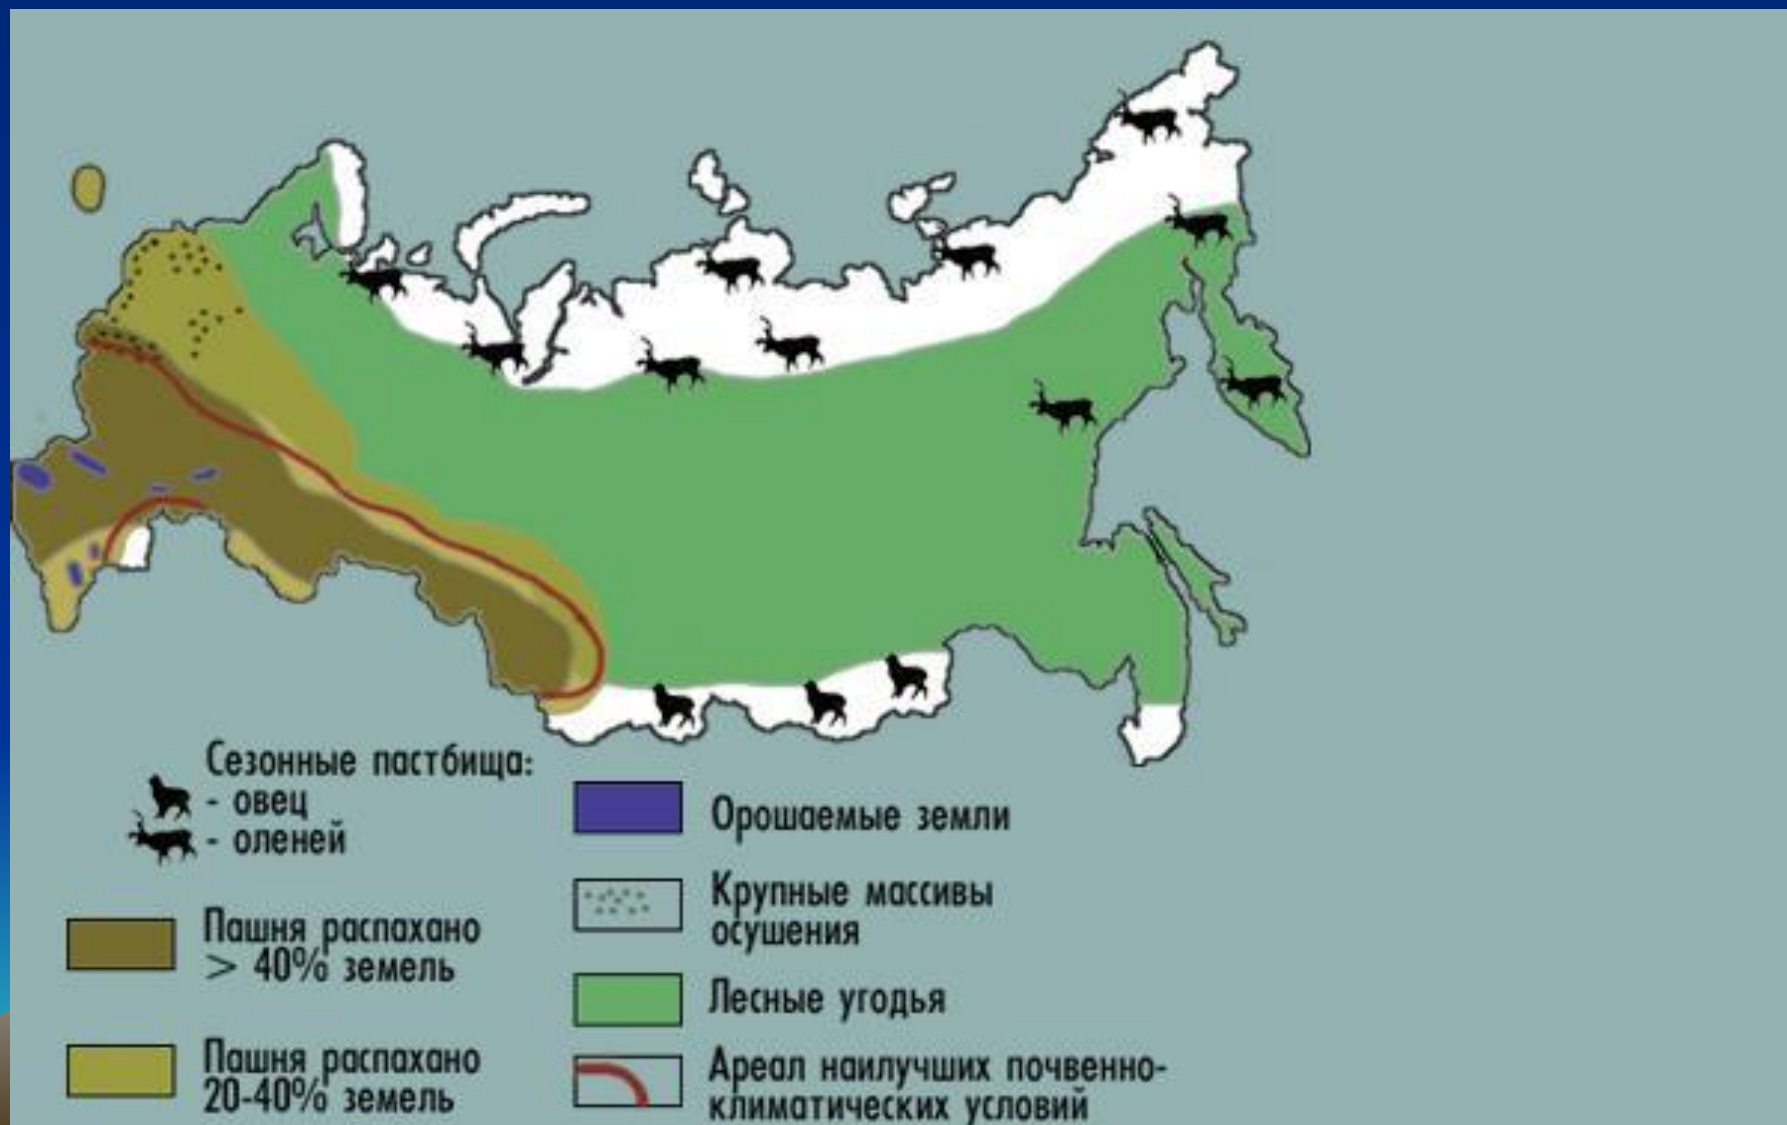 Сезонные пастбища:
- овец
- оленей
Пашня распахано
> 40% земель
Пашня распахано
20-40% земель
Орошаемые земли
Крупные массивы
осушения
Лесные угодья
Ареал наилучших почвенно-
климатических условий